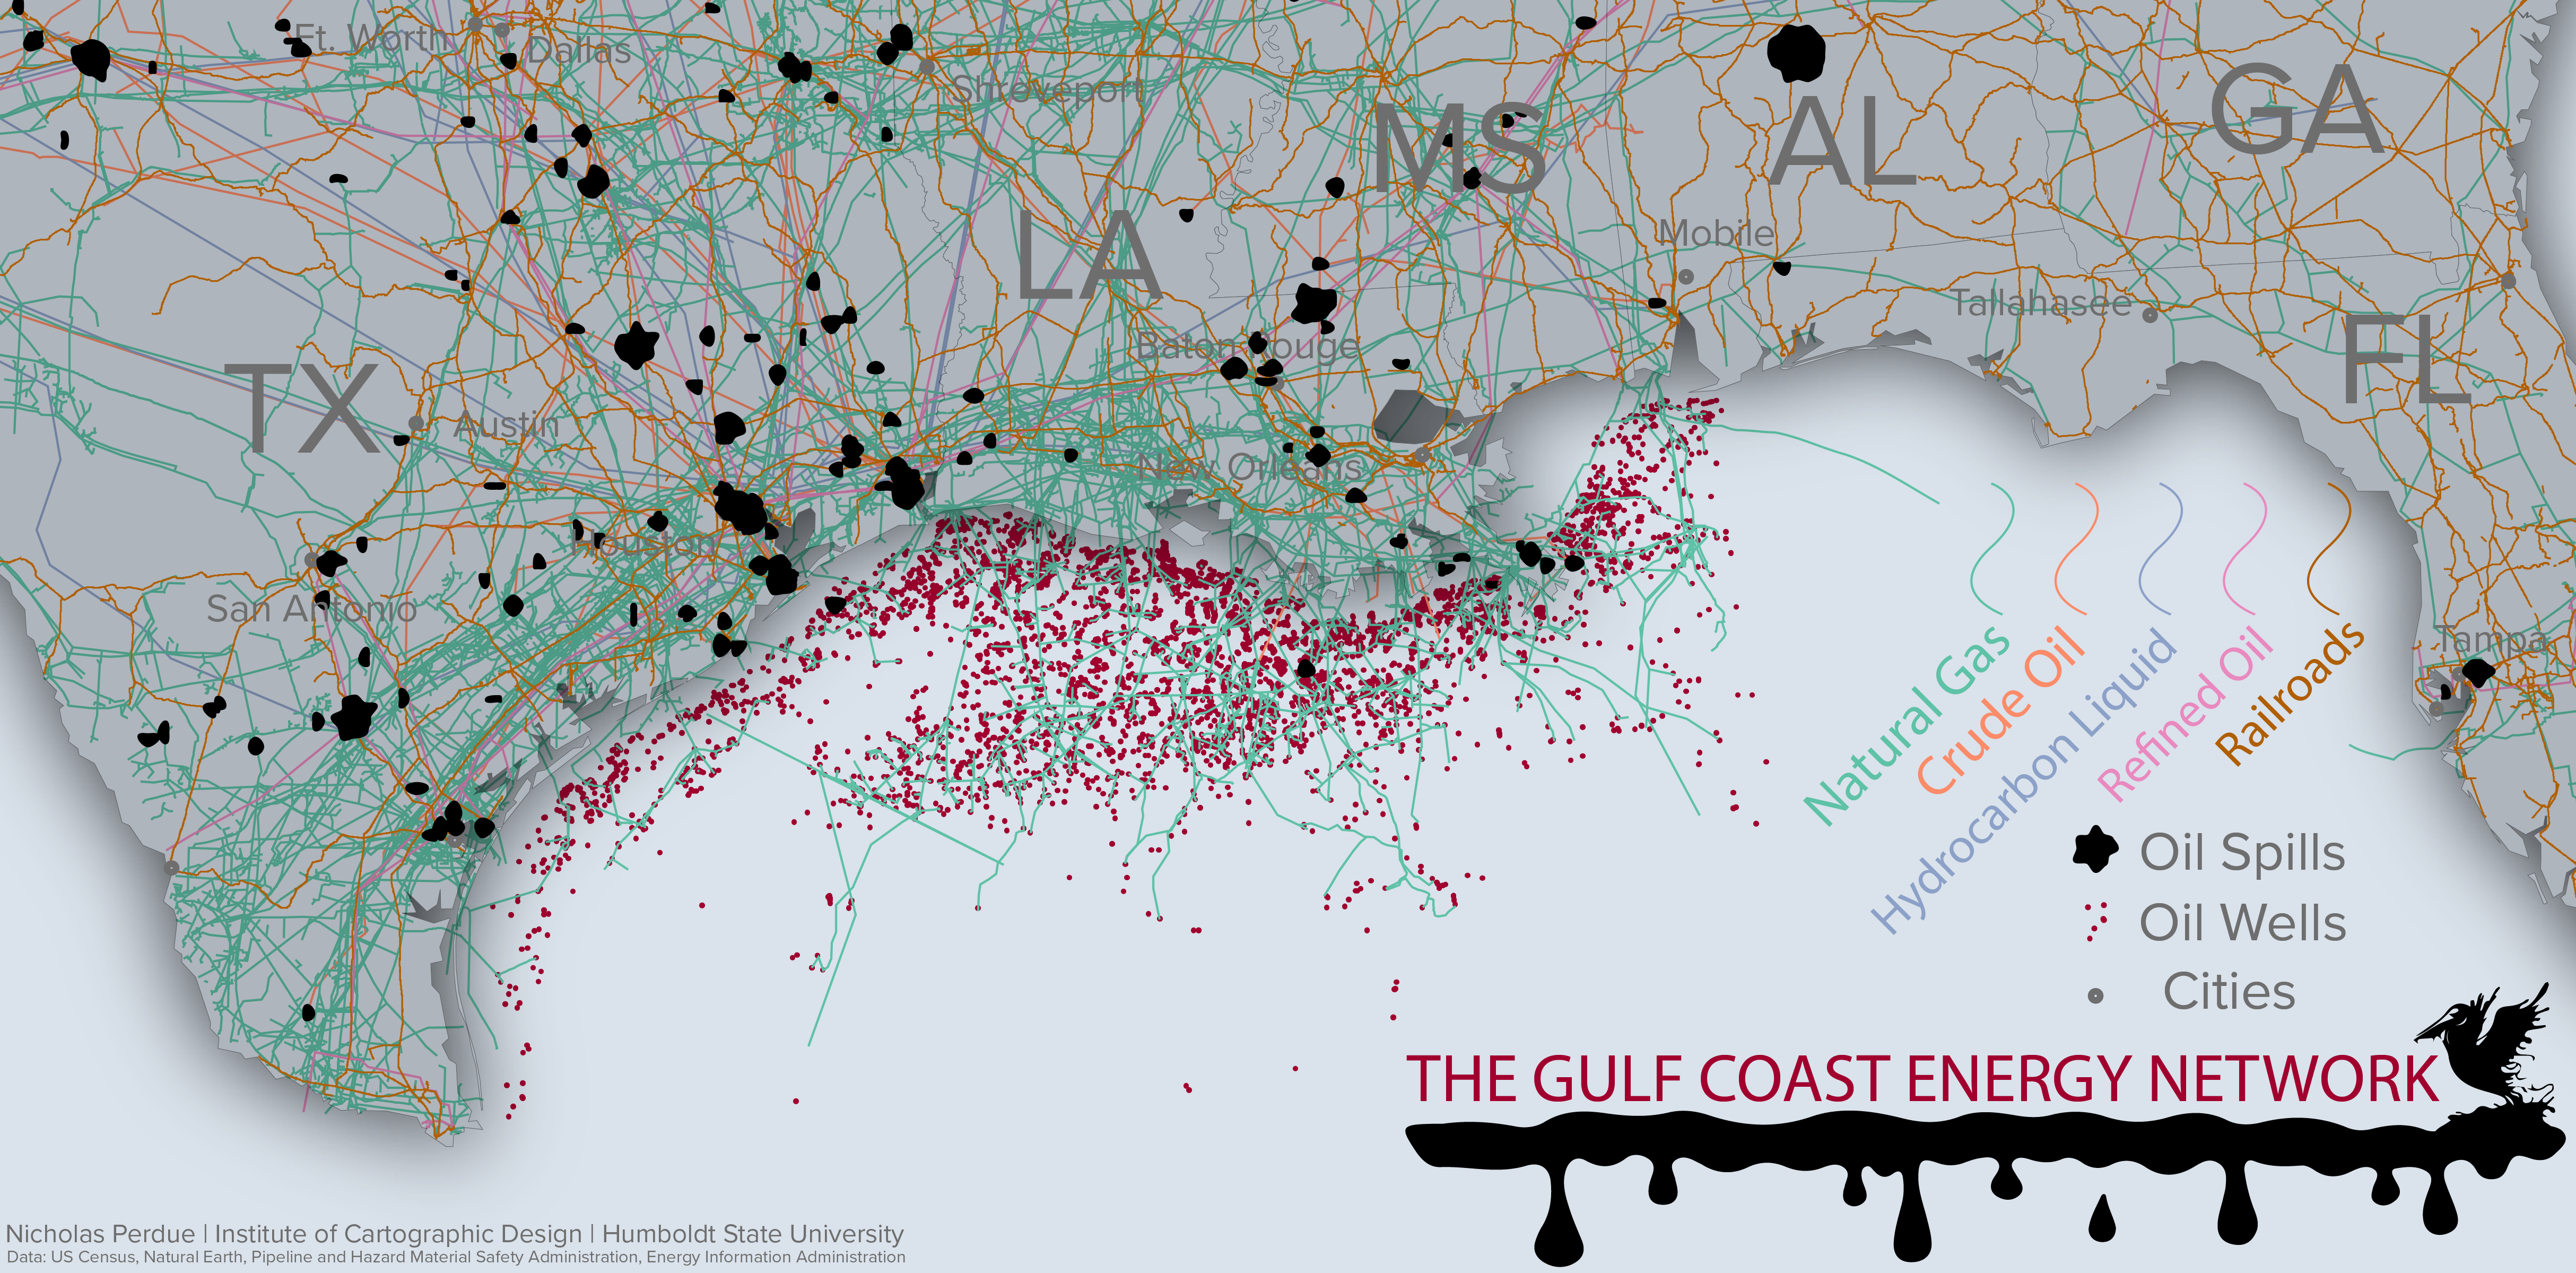 Ft. Worth
Dallas
Shroveport
MS
AL
GA
LA
Mobile
Tallahasee
TX
Baton Rouge
FL
Austin
New Orleans
Houston
San Antonio
Tampa
Natural Gas
Crude Oil
Hydrocarbon Liquid
Refined Oil
Railroads
Oil Spills
Oil Wells
Cities
THE GULF COAST ENERGY NETWORK
Nicholas Perdue | Institute of Cartographic Design | Humboldt State University
Data: US Census, Natural Earth, Pipeline and Hazard Material Safety Administration, Energy Information Administration